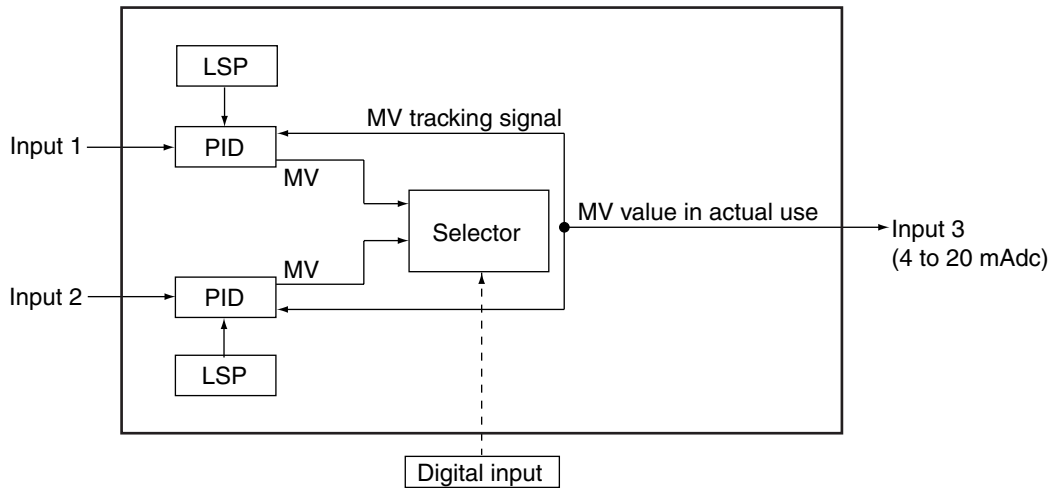 LSP
MV tracking signal
Input 1
PID
MV
MV value in actual use
Selector
Input 3
(4 to 20 mAdc)
MV
Input 2
PID
LSP
Digital input